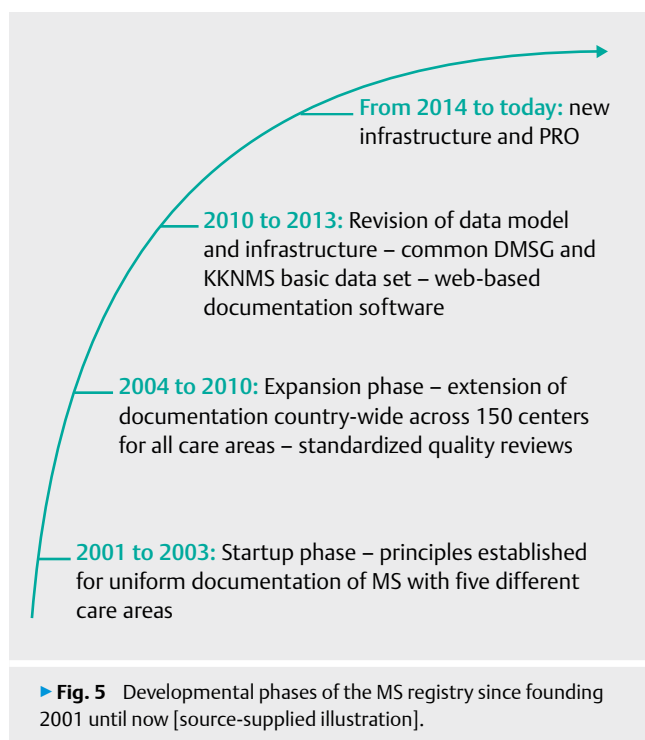 From 2014 to today: new
infrastructure and PRO
2010 to 2013: Revision of data model
and infrastructure – common DMSG and
KKNMS basic data set – web-based
documentation software
2004 to 2010: Expansion phase – extension of
documentation country-wide across 150 centers
for all care areas – standardized quality reviews
2001 to 2003: Startup phase – principles established
for uniform documentation of MS with five different
care areas
► Fig. 5 Developmental phases of the MS registry since founding
2001 until now [source-supplied illustration].